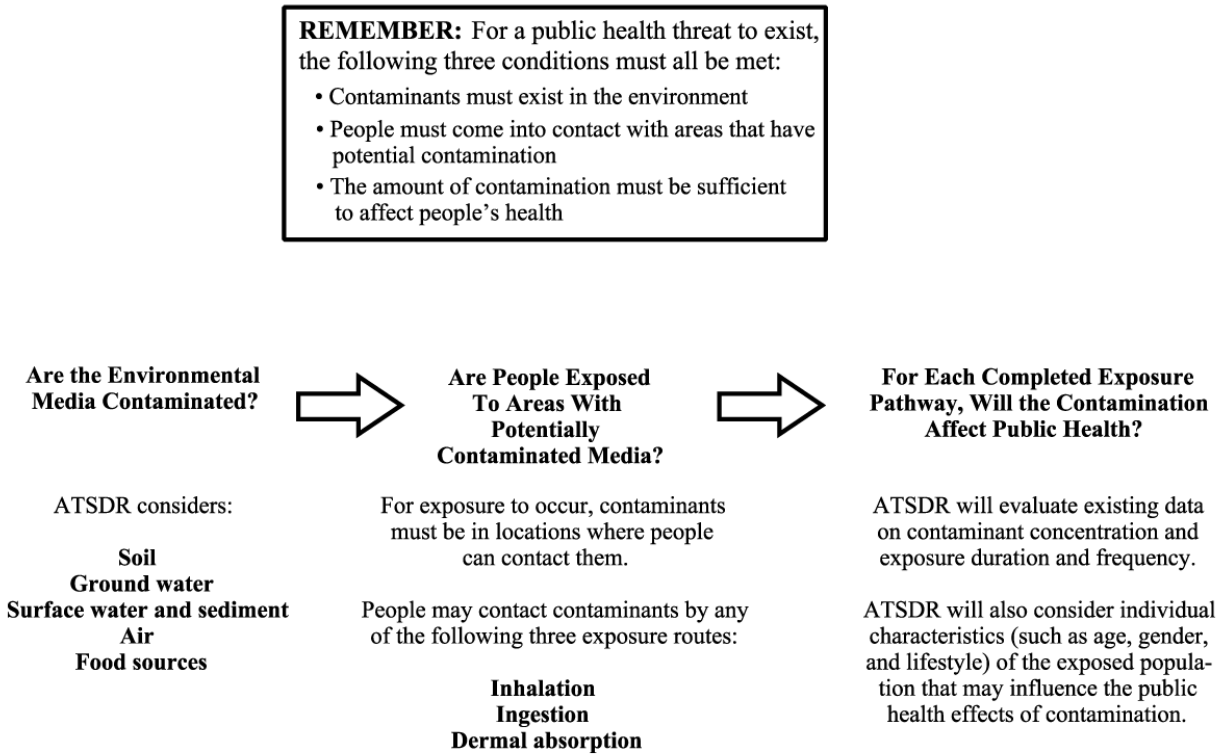 REMEMBER: For a public health threat to exist,
the following three conditions must all be met:
• Contaminants must exist in the environment
• People must come into contact with areas that have
potential contamination
• The amount of contamination must be sufficient
to affect people's health
Are the Environmental
Media Contaminated?
ATSDR considers:
Soil
Ground water
Surface water and sediment
Air
Food sources
Are People Exposed
To Areas With
Potentially
Contaminated Media?
For exposure to occur, contaminants
must be in locations where people
can contact them.
People may contact contaminants by any
of the following three exposure routes:
Inhalation
Ingestion
Dermal absorption
For Each Completed Exposure
Pathway, Will the Contamination
Affect Public Health?
ATSDR will evaluate existing data
on contaminant concentration and
exposure duration and frequency.
ATSDR will also consider individual
characteristics (such as age, gender,
and lifestyle) of the exposed popula-
tion that may influence the public
health effects of contamination.